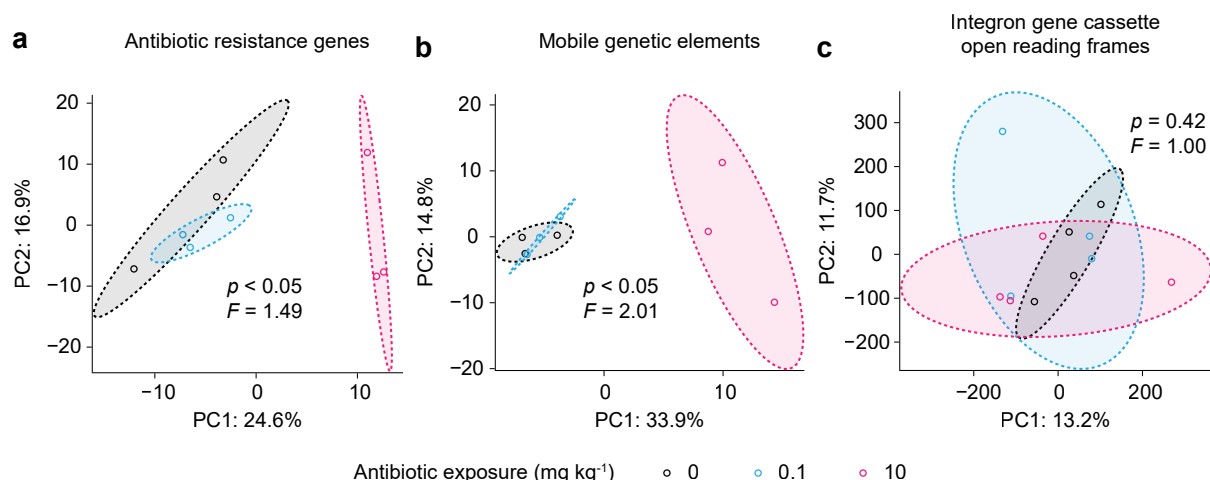 a
Antibiotic resistance genes
PC2: 16.9%
20
10
0
−10
−20
p < 0.05
F = 1.49
−10
0
10
PC1: 24.6%
b
Mobile genetic elements
PC2: 14.8%
20
10
0
−10
−20
p < 0.05
F = 2.01
0
10
PC1: 33.9%
c
Integron gene cassette
open reading frames
PC2: 11.7%
300
200
100
0
−100
−200
p = 0.42
F = 1.00
−200
0
200
PC1: 13.2%
Antibiotic exposure (mg kg⁻¹) 0 0.1 10